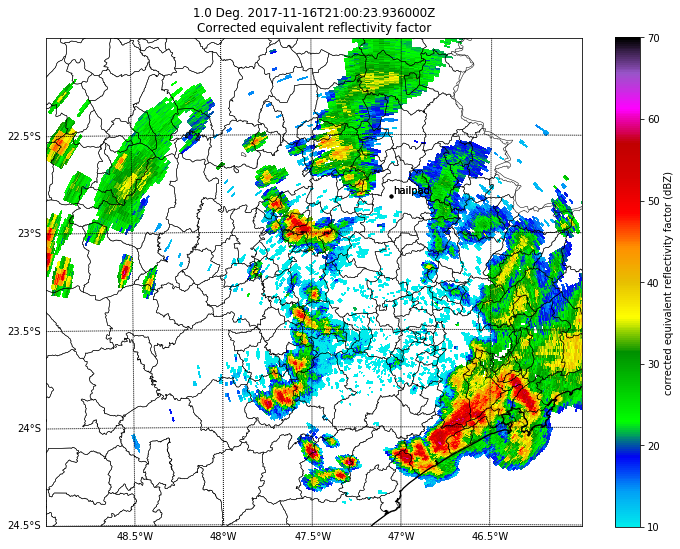 1.0 Deg. 2017-11-16T21:00:23.936000Z
Corrected equivalent reflectivity factor
70
60
50
40
30
20
10
corrected equivalent reflectivity factor (dBZ)
22.5°S
23°S
23.5°S
24°S
24.5°S
hailpad
48.5°W
48°W
47.5°W
47°W
46.5°W